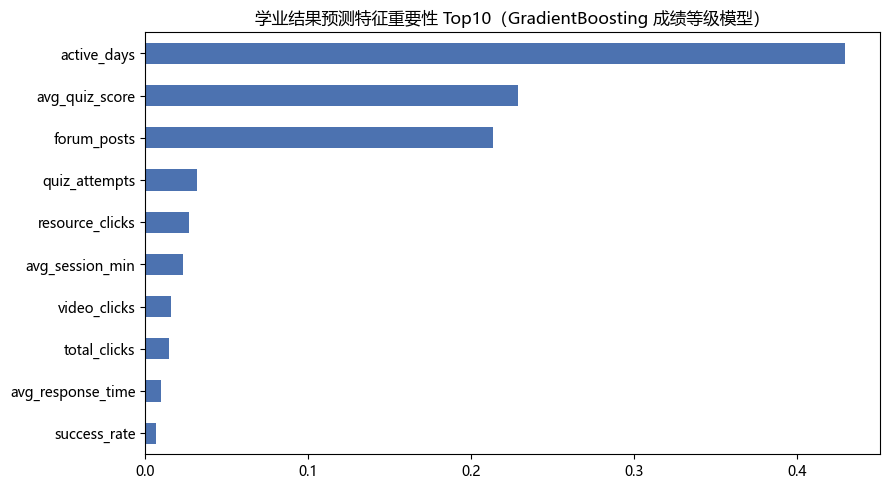 学业结果预测特征重要性 Top10（GradientBoosting 成绩等级模型）
active_days
avg_quiz_score
forum_posts
quiz_attempts
resource_clicks
avg_session_min
video_clicks
total_clicks
avg_response_time
success_rate
0.0 0.1 0.2 0.3 0.4